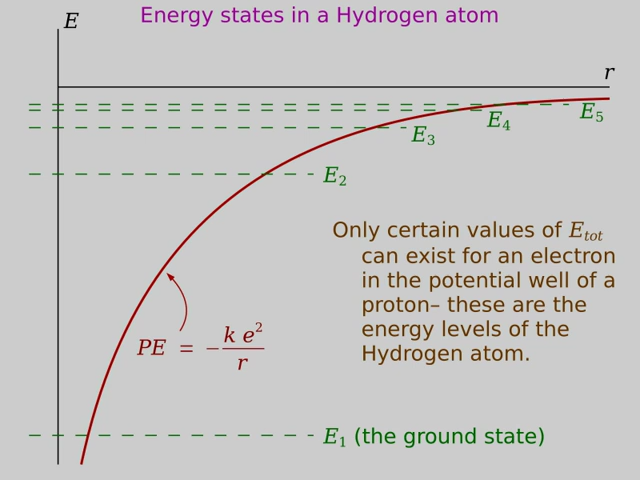 Energy states in a Hydrogen atom
E
r
E₅
E₄
E₃
E₂
Only certain values of Eₜₒₜ
can exist for an electron
in the potential well of a
proton– these are the
energy levels of the
Hydrogen atom.
PE = −k e²/r
E₁ (the ground state)